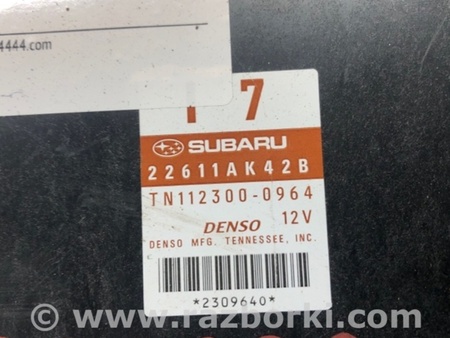 4444.com
7
SUBARU
22611AK42B
TN112300-0964
DENSO 12V
DENSO MFG. TENNESSEE, INC.
*2309640*
© www.razborki.com